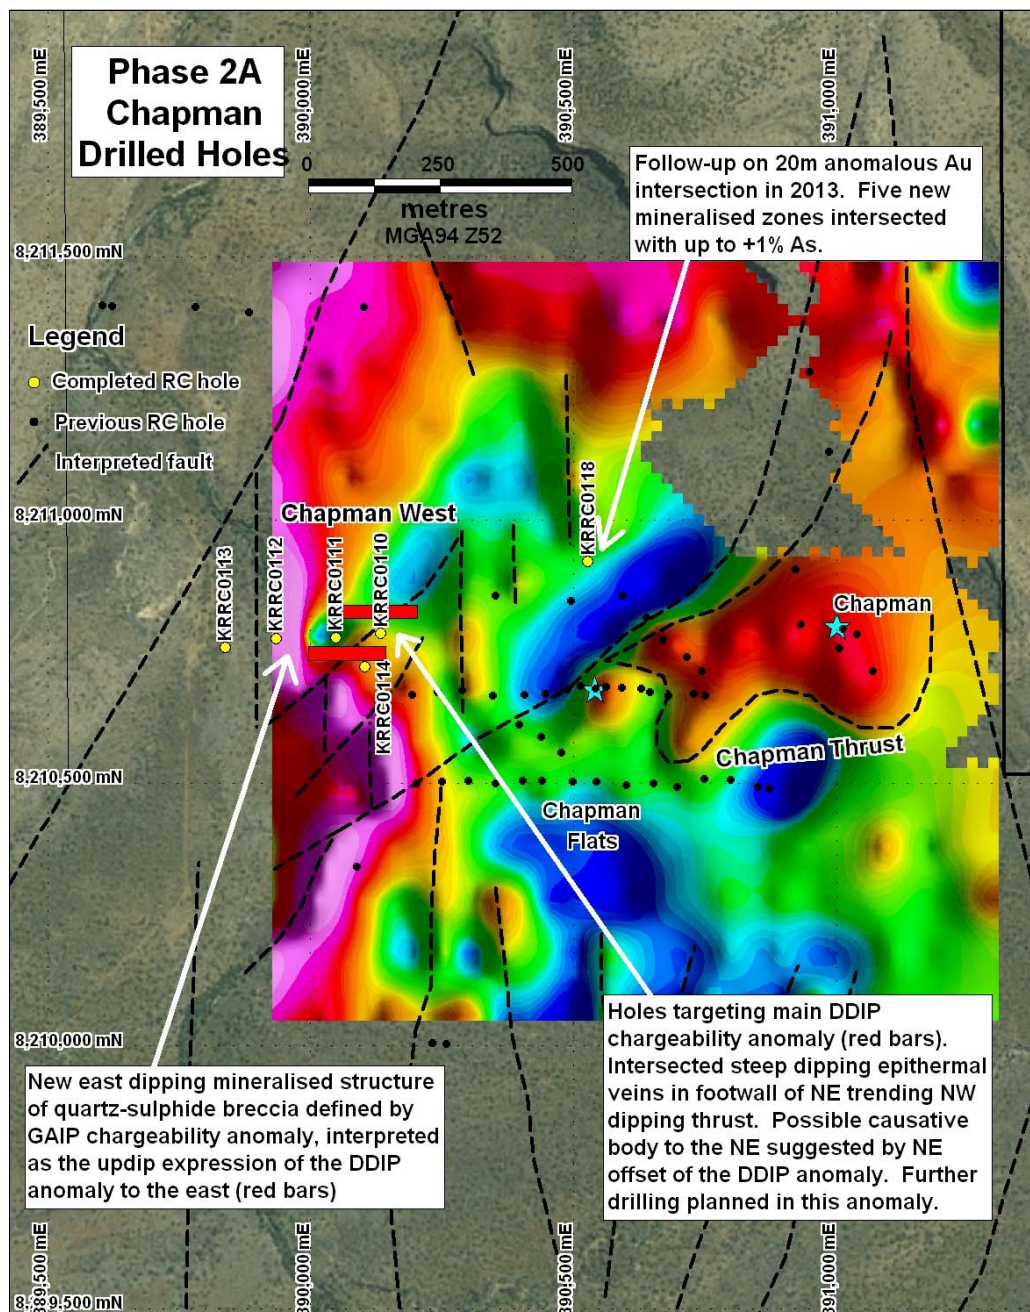 Phase 2A
Chapman
Drilled Holes
389,500 mE
390,000 mE
390,500 mE
391,000 mE
0 250 500
metres
MGA94 Z52
Follow-up on 20m anomalous Au
intersection in 2013. Five new
mineralised zones intersected
with up to +1% As.
8,211,500 mN
Legend
Completed RC hole
Previous RC hole
Interpreted fault
8,211,000 mN
Chapman West
KRRC0118
KRRC0113
KRRC0112
KRRC0111
KRRC0110
KRRC0114
Chapman
Chapman Thrust
8,210,500 mN
Chapman
Flats
8,210,000 mN
New east dipping mineralised structure
of quartz-sulphide breccia defined by
GAIP chargeability anomaly, interpreted
as the updip expression of the DDIP
anomaly to the east (red bars)
Holes targeting main DDIP
chargeability anomaly (red bars).
Intersected steep dipping epithermal
veins in footwall of NE trending NW
dipping thrust. Possible causative
body to the NE suggested by NE
offset of the DDIP anomaly. Further
drilling planned in this anomaly.
389,500 mE
390,000 mE
390,500 mE
391,000 mE
9,500 mN